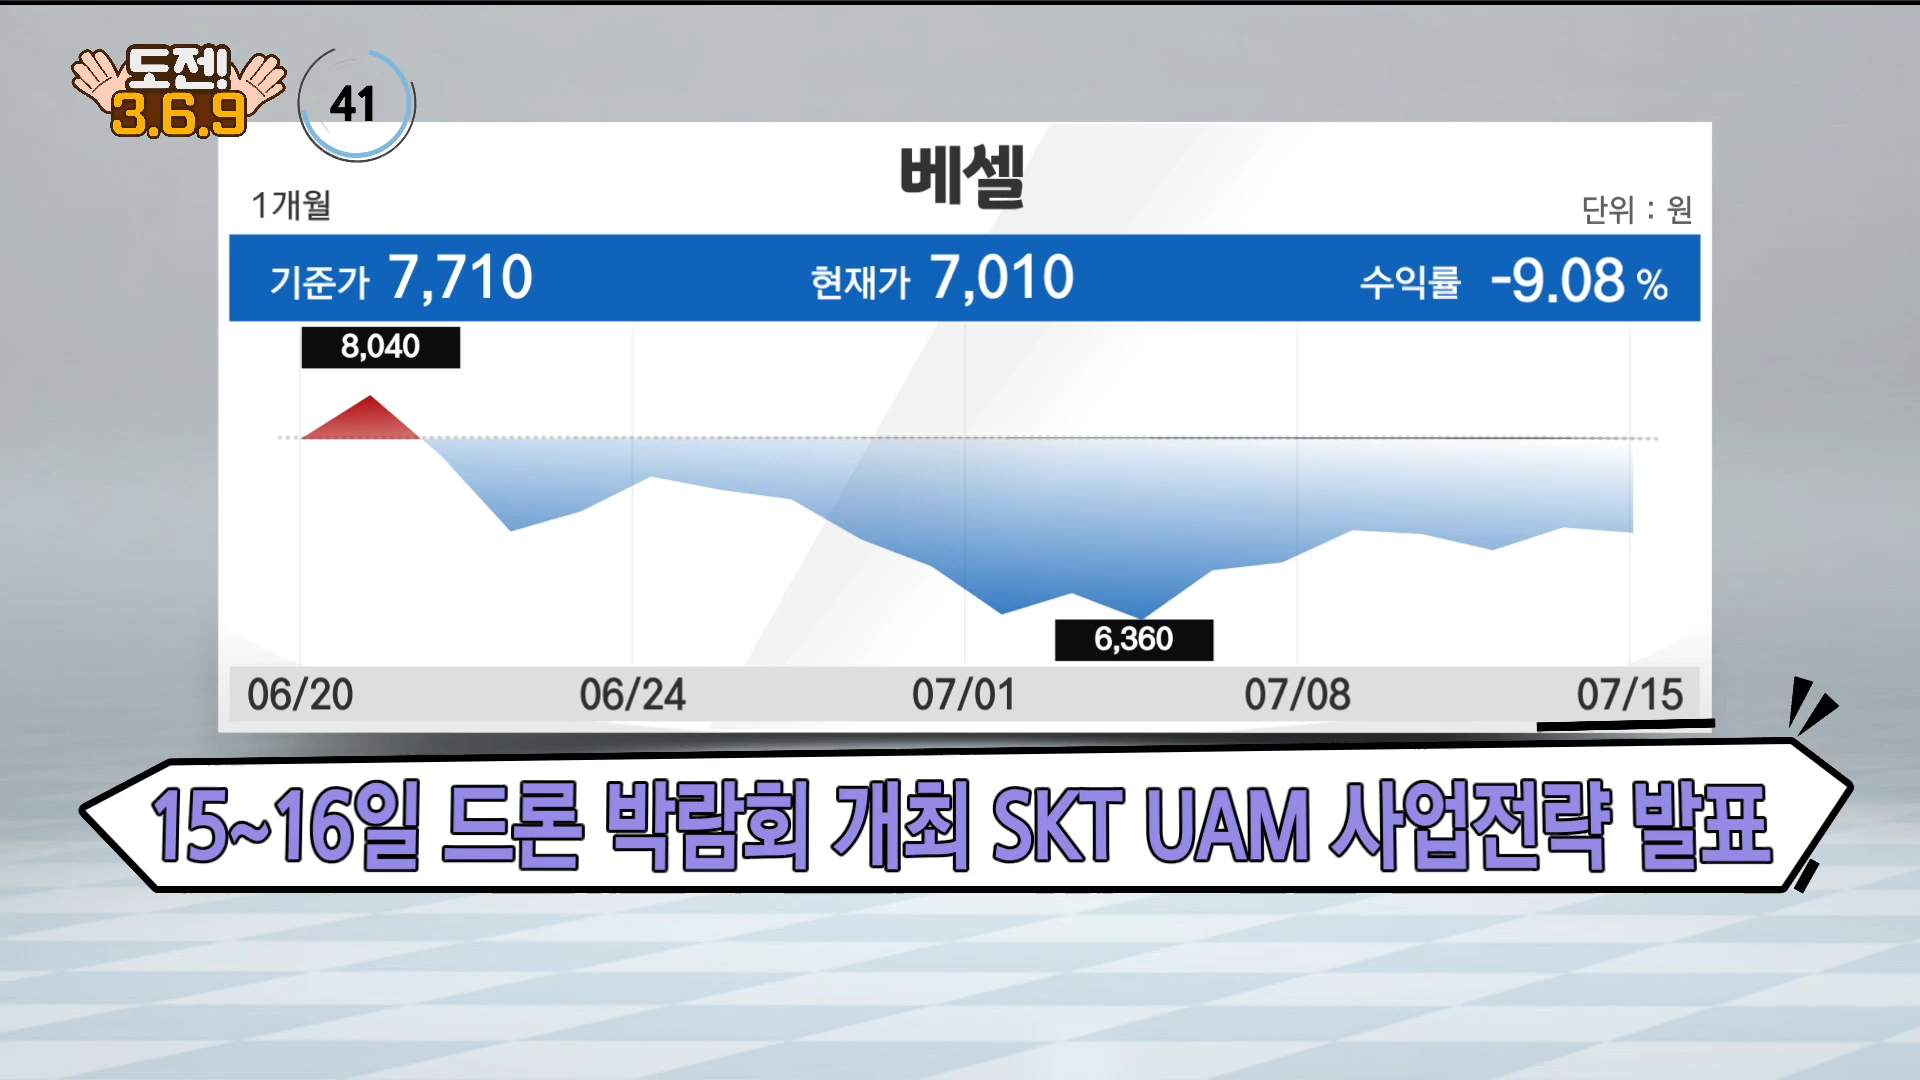 도젠!
3.6.9
41
베셀
1개월
단위 : 원
기준가 7,710 현재가 7,010 수익률 -9.08 %
8,040
6,360
06/20 06/24 07/01 07/08 07/15
15~16일 드론 박람회 개최 SKT UAM 사업전략 발표